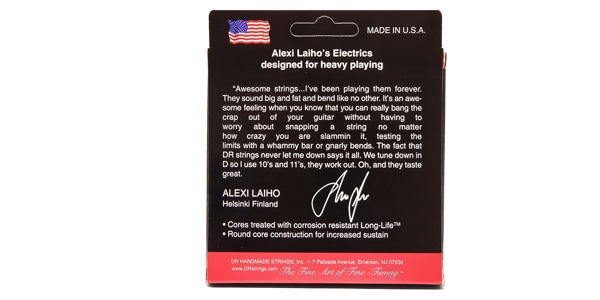 MADE IN U.S.A.
Alexi Laiho's Electrics
designed for heavy playing
"Awesome strings...I've been playing them forever.
They sound big and fat and bend like no other. It's an awe-
some feeling when you know that you can really bang the
crap out of your guitar without having to
worry about snapping a string no matter
how crazy you are slammin it, testing the
limits with a whammy bar or gnarly bends. The fact that
DR strings never let me down says it all. We tune down in
D so I use 10's and 11's, they work out. Oh, and they taste
great.
ALEXI LAIHO
Helsinki Finland
• Cores treated with corrosion resistant Long-Life™
• Round core construction for increased sustain
DR HANDMADE STRINGS, Inc. • 7 Palisade Avenue, Emerson, NJ 07630
www.DRstrings.com The Fine Art of Fine-Tuning™